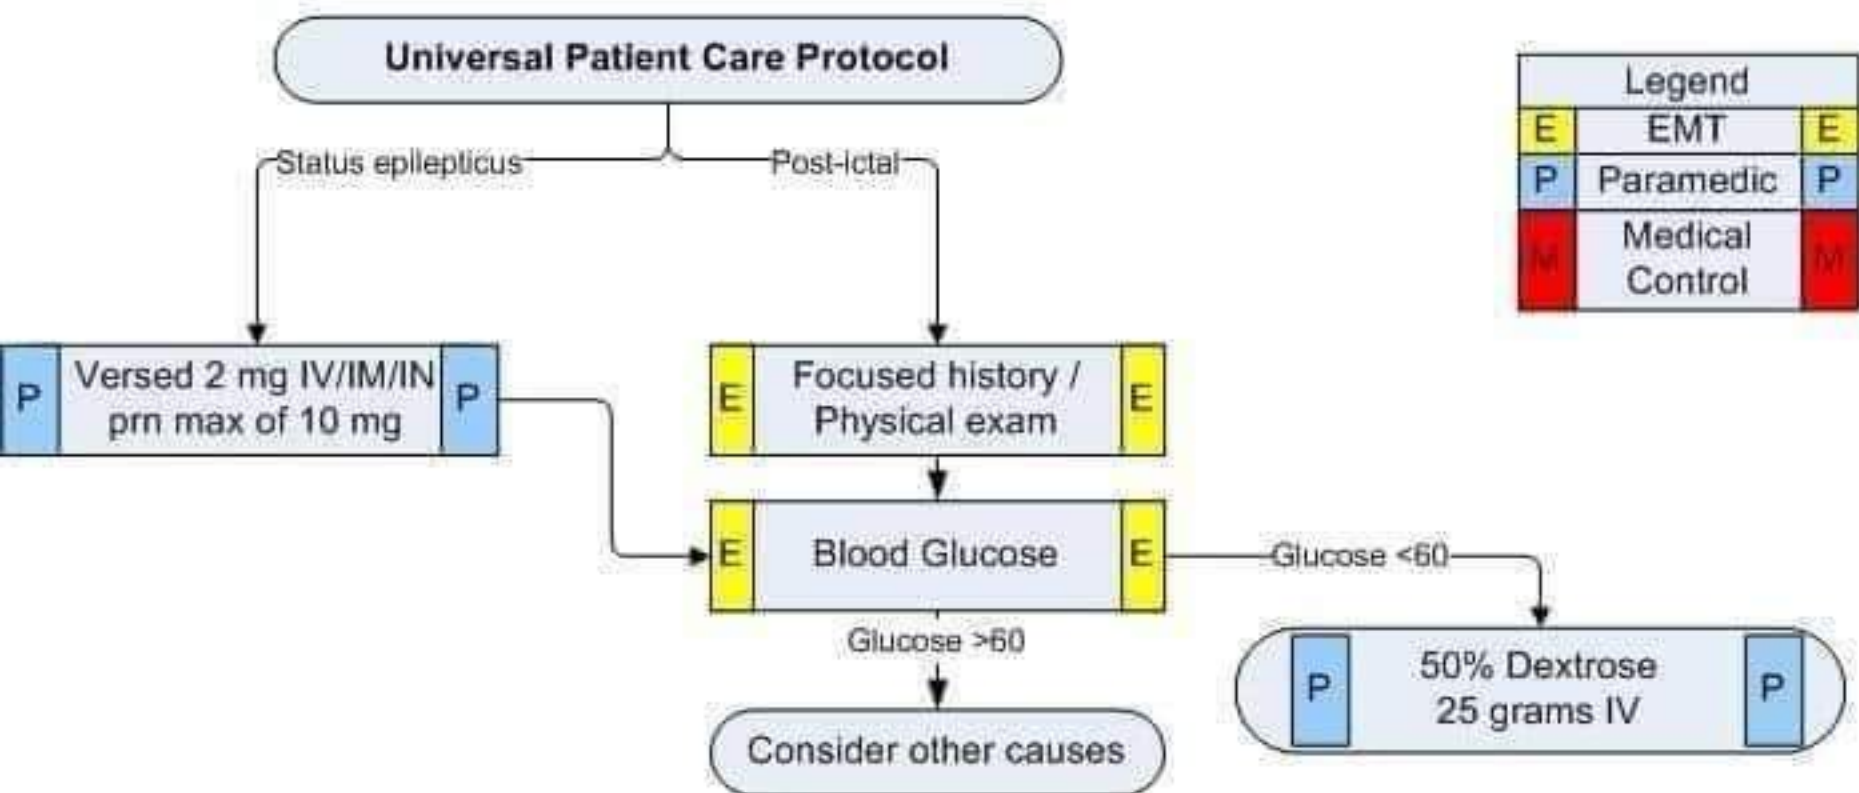 Universal Patient Care Protocol
Legend
E EMT E
P Paramedic P
M Medical M
Control
Status epilepticus
Post-ictal
P Versed 2 mg IV/IM/IN P
prn max of 10 mg
E Focused history / E
Physical exam
E Blood Glucose E
Glucose <60
Glucose >60
P 50% Dextrose P
25 grams IV
Consider other causes